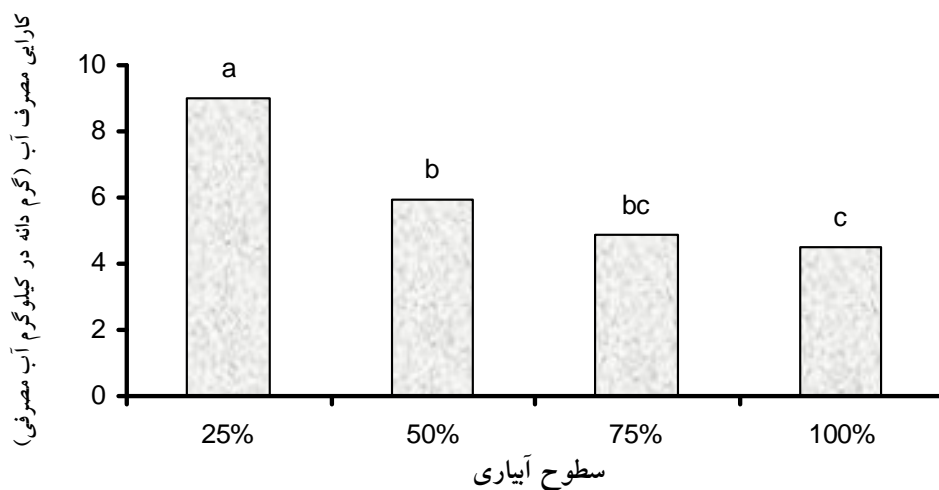 کارایی مصرف آب (گرم دانه در کیلوگرم آب مصرفی)
10
8
6
4
2
0
a
b
bc
c
25%
50%
75%
100%
سطوح آبیاری